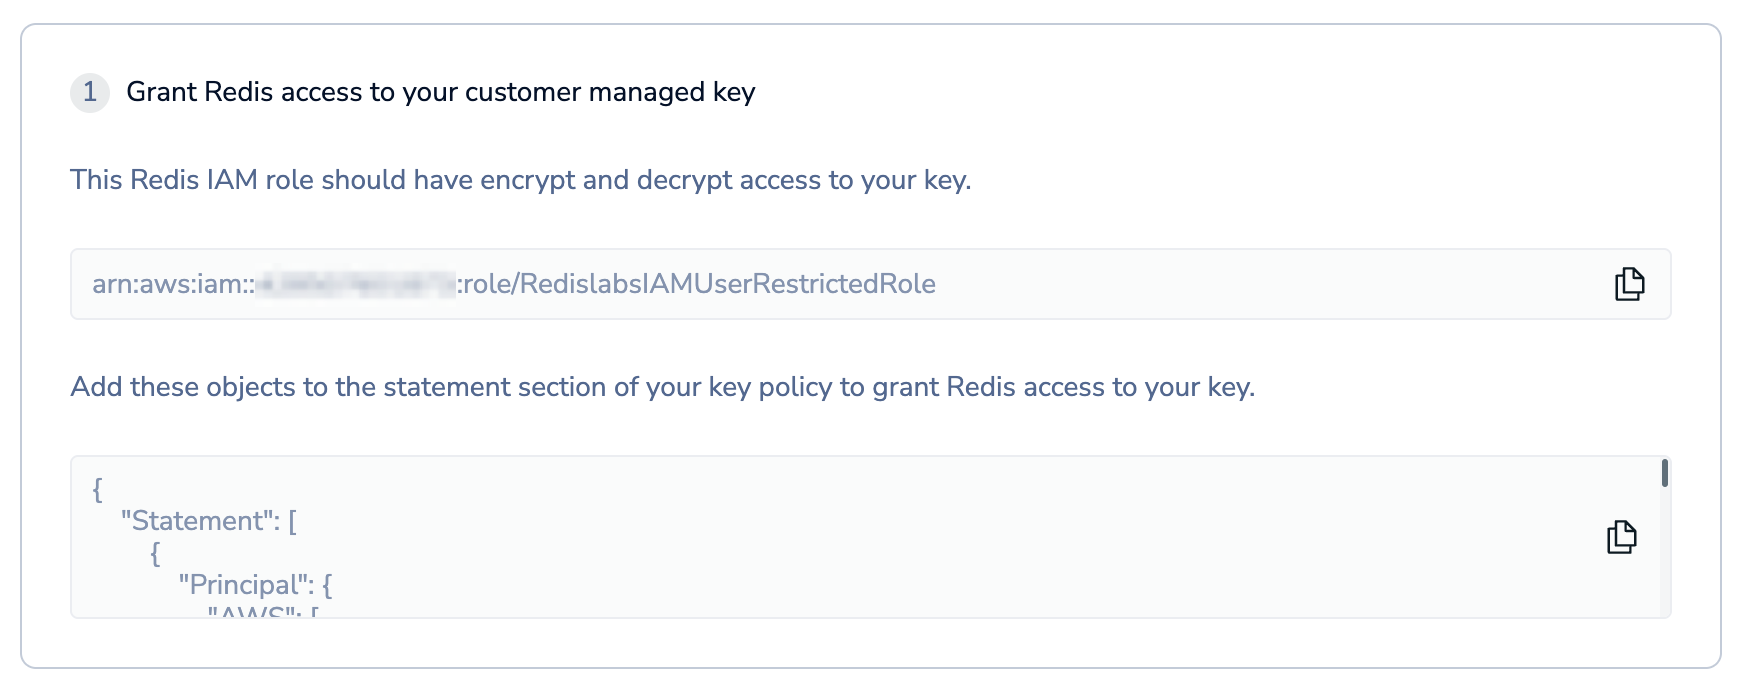 1 Grant Redis access to your customer managed key
This Redis IAM role should have encrypt and decrypt access to your key.
arn:aws:iam:: :role/RedislabsIAMUserRestrictedRole
Add these objects to the statement section of your key policy to grant Redis access to your key.
{
"Statement": [
{
"Principal": {
"AWS": [